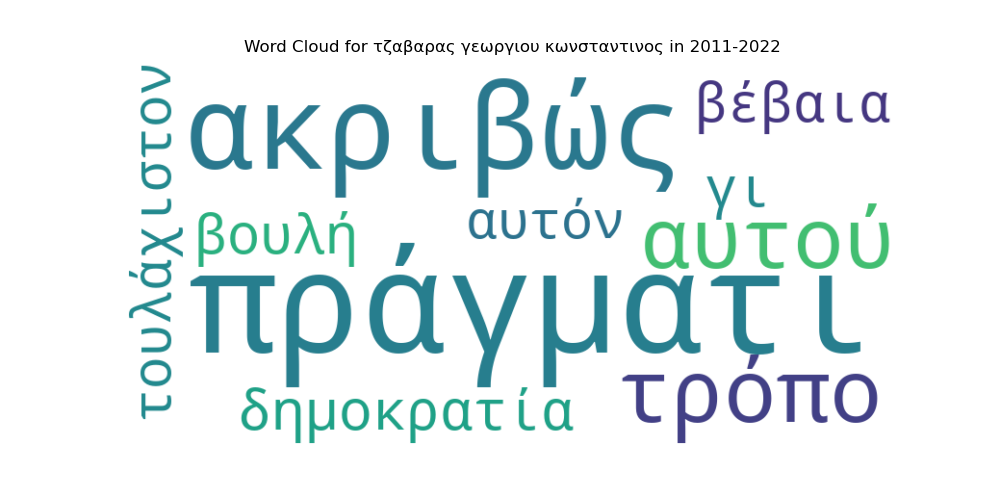 Word Cloud for τζαβαρας γεωργιου κωνσταντινος in 2011-2022
τουλάχιστον
ακριβώς
βέβαια
γι
βουλή
αυτόν
αυτού
πράγματι
τρόπο
δημοκρατία